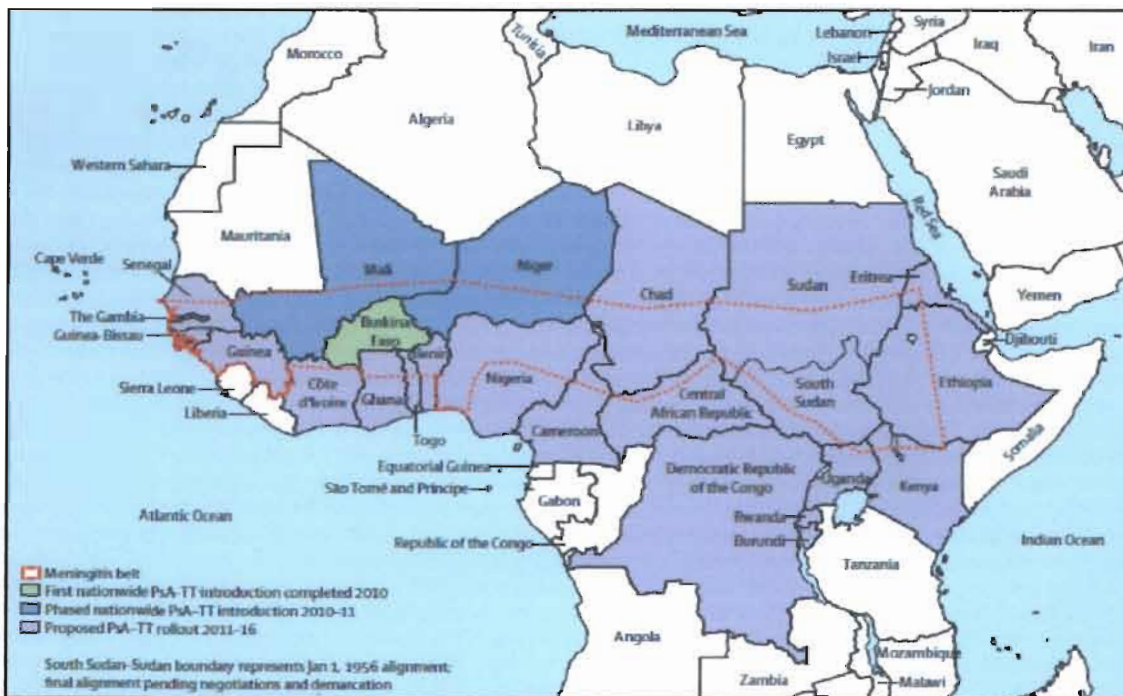 Mediterranean Sea
Syria
Lebanon
Iraq
Iran
Israel
Morocco
Tunisia
Jordan
Algeria
Libya
Egypt
Western Sahara
Saudi
Arabia
Red Sea
Mauritania
Cape Verde
Senegal
Mali
Niger
Chad
Sudan
Eritrea
Yemen
The Gambia
Guinea-Bissau
Burkina
Faso
Benin
Djibouti
Guinea
Nigeria
Ethiopia
Sierra Leone
Côte
d'Ivoire
Ghana
Central
African Republic
South
Sudan
Liberia
Togo
Cameroon
Somalia
Equatorial Guinea
Democratic Republic
of the Congo
Uganda
Kenya
São Tomé and Principe
Gabon
Rwanda
Atlantic Ocean
Republic of the Congo
Burundi
Indian Ocean
Tanzania
Meningitis belt
First nationwide PsA-TT introduction completed 2010
Phased nationwide PsA-TT introduction 2010-11
Proposed PsA-TT rollout 2011-16
Angola
Mozambique
Zambia
Malawi
South Sudan-Sudan boundary represents Jan 1, 1956 alignment;
final alignment pending negotiations and demarcation